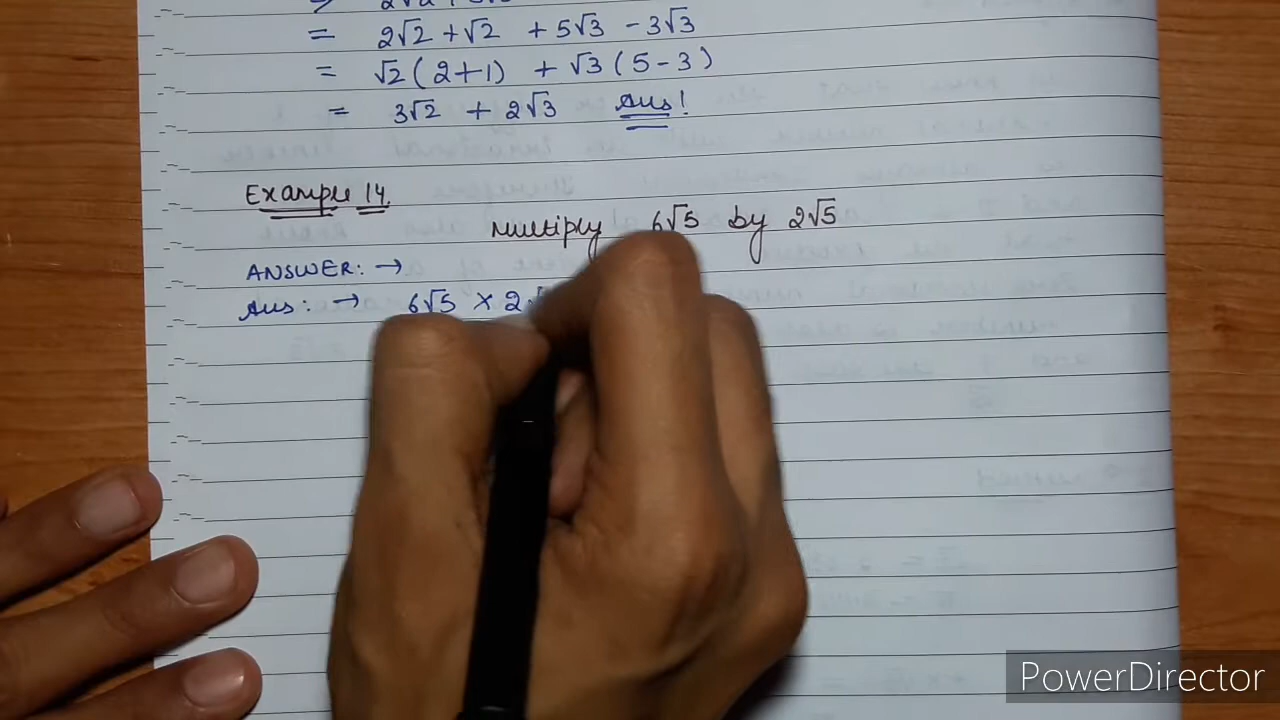 = 2√2 + √2 + 5√3 - 3√3
= √2 (2+1) + √3 (5-3)
= 3√2 + 2√3 Ans!
Example 14.
Multiply 6√5 by 2√5
ANSWER: →
Ans: → 6√5 × 2√
PowerDirector